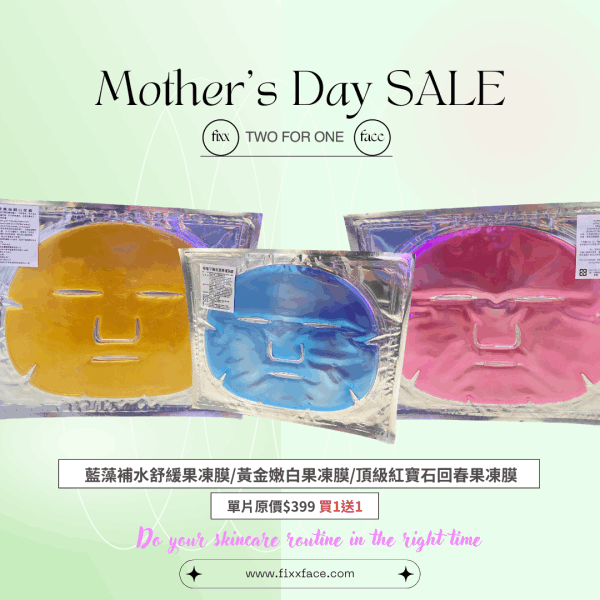 Mother's Day SALE
fixx TWO FOR ONE face
藍藻補水舒緩果凍膜/黃金嫩白果凍膜/頂級紅寶石回春果凍膜
單片原價$399 買1送1
Do your skincare routine in the right time
www.fixxface.com